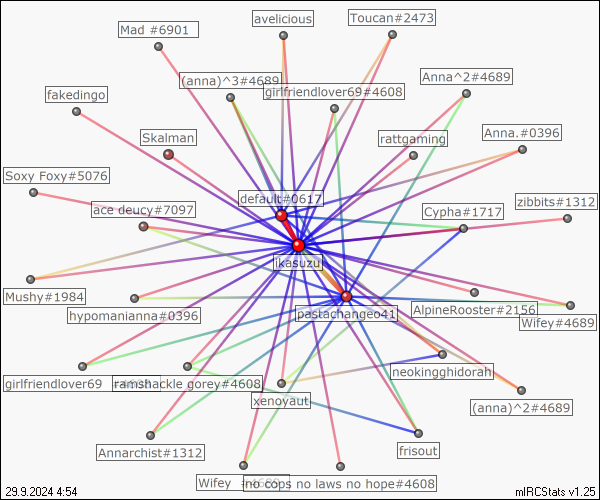 avelicious
Toucan#2473
Mad #6901
(anna)^3#4689
Anna^2#4689
girlfriendlover69#4608
fakedingo
Skalman
rattgaming
Anna.#0396
Soxy Foxy#5076
default#0617
zibbits#1312
ace deucy#7097
Cypha#1717
ikasuzu
Mushy#1984
hypomanianna#0396
pastachangeo41
AlpineRooster#2156
Wifey#4689
neokingghidorah
girlfriendlover69
ramshackle gorey#4608
xenoyaut
(anna)^2#4689
Annarchist#1312
frisout
Wifey
no cops no laws no hope#4608
29.9.2024 4:54
mIRCStats v1.25